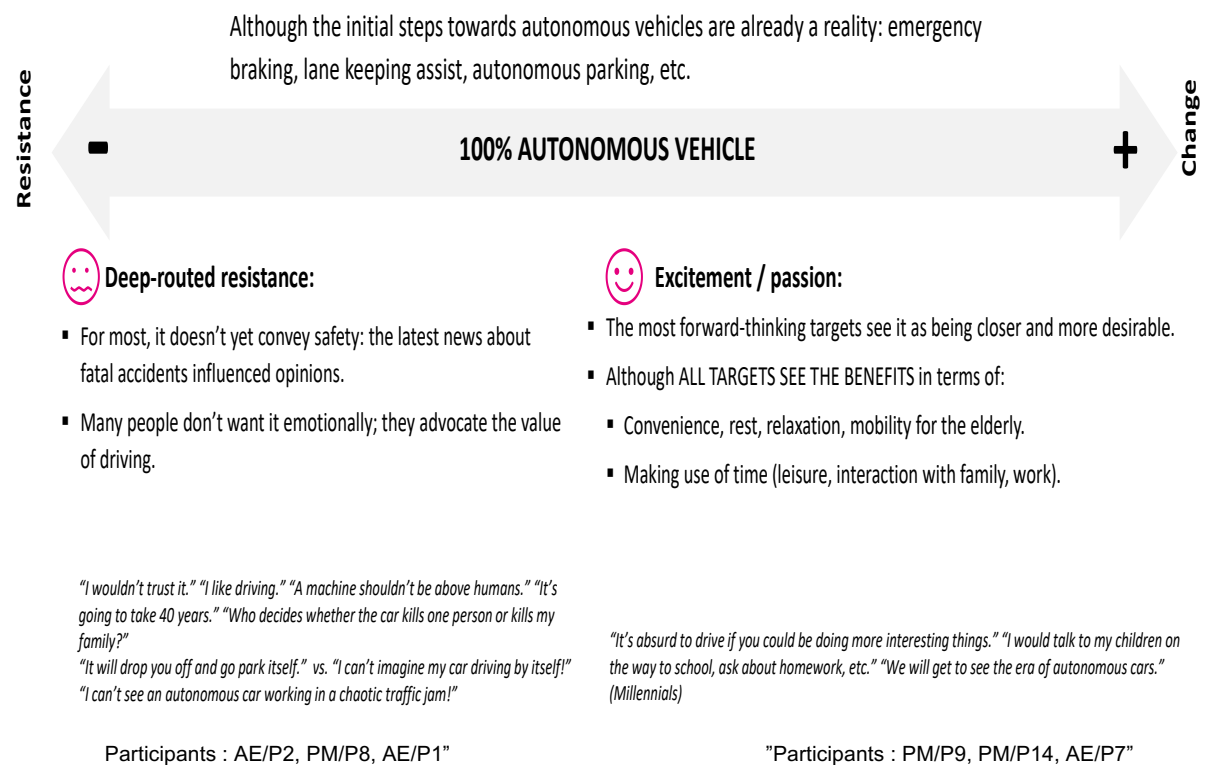 Although the initial steps towards autonomous vehicles are already a reality: emergency
braking, lane keeping assist, autonomous parking, etc.
Resistance
-
100% AUTONOMOUS VEHICLE
+
Change
Deep-routed resistance:
▪ For most, it doesn’t yet convey safety: the latest news about
fatal accidents influenced opinions.
▪ Many people don’t want it emotionally; they advocate the value
of driving.
“I wouldn’t trust it.” “I like driving.” “A machine shouldn’t be above humans.” “It’s
going to take 40 years.” “Who decides whether the car kills one person or kills my
family?”
“It will drop you off and go park itself.” vs. “I can’t imagine my car driving by itself!”
“I can’t see an autonomous car working in a chaotic traffic jam!”
Participants : AE/P2, PM/P8, AE/P1”
Excitement / passion:
▪ The most forward-thinking targets see it as being closer and more desirable.
▪ Although ALL TARGETS SEE THE BENEFITS in terms of:
▪ Convenience, rest, relaxation, mobility for the elderly.
▪ Making use of time (leisure, interaction with family, work).
“It’s absurd to drive if you could be doing more interesting things.” “I would talk to my children on
the way to school, ask about homework, etc.” “We will get to see the era of autonomous cars.”
(Millennials)
”Participants : PM/P9, PM/P14, AE/P7”